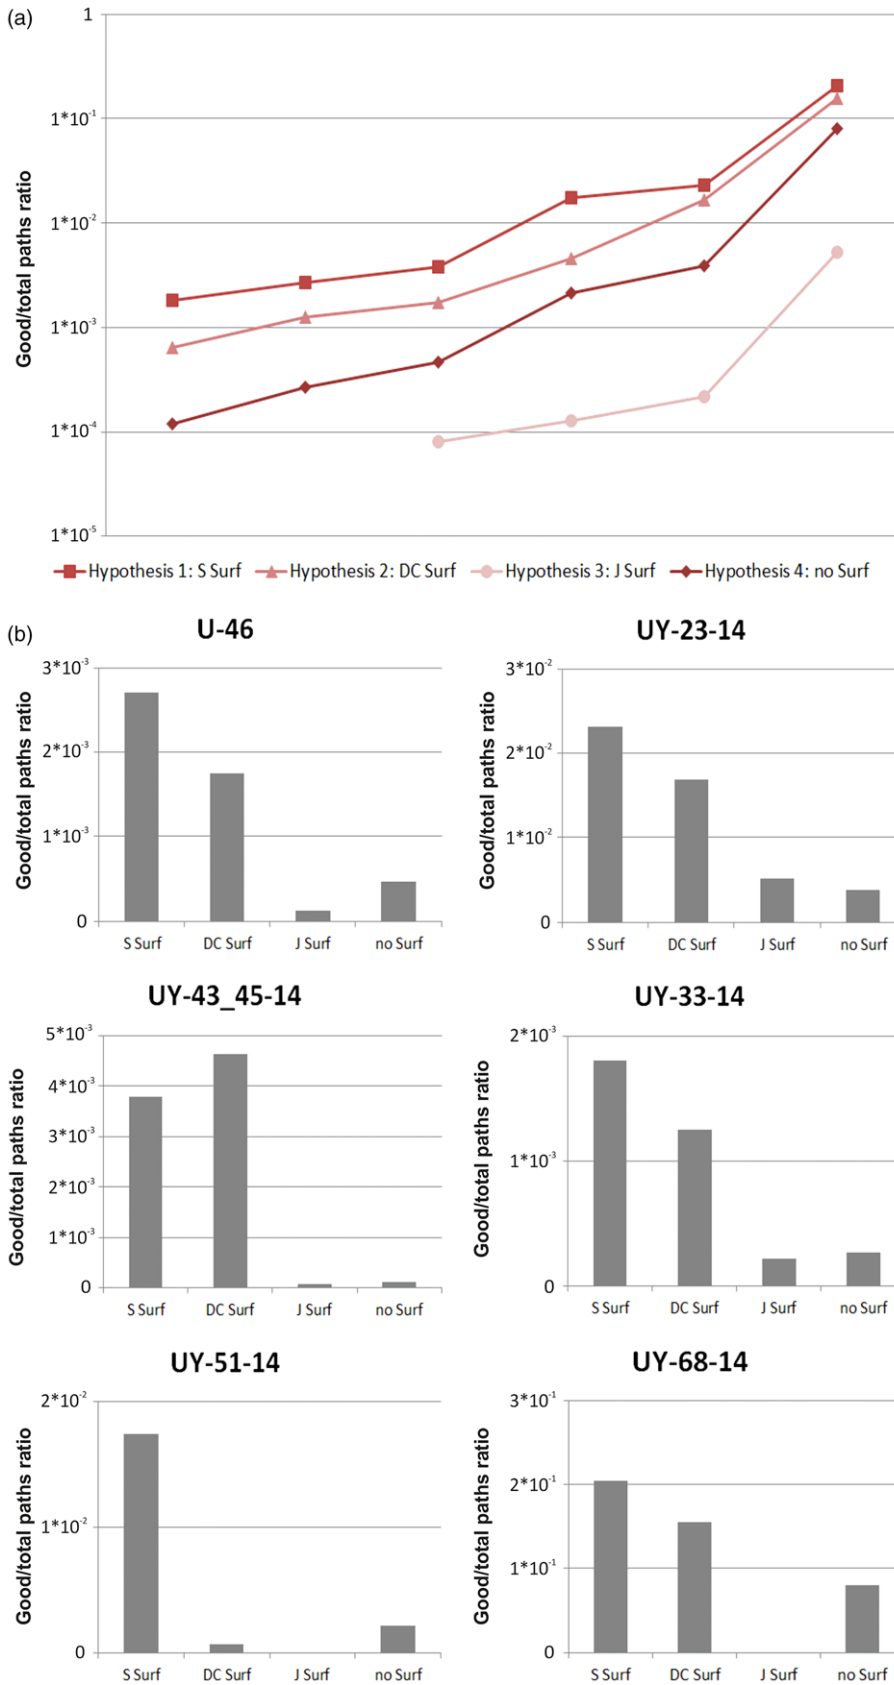 (a)
Good/total paths ratio
1
1*10⁻¹
1*10⁻²
1*10⁻³
1*10⁻⁴
1*10⁻⁵
Hypothesis 1: S Surf Hypothesis 2: DC Surf Hypothesis 3: J Surf Hypothesis 4: no Surf
(b)
U-46
Good/total paths ratio
3*10⁻³
2*10⁻³
1*10⁻³
0
S Surf DC Surf J Surf no Surf
UY-23-14
Good/total paths ratio
3*10⁻²
2*10⁻²
1*10⁻²
0
S Surf DC Surf J Surf no Surf
UY-43_45-14
Good/total paths ratio
5*10⁻³
4*10⁻³
3*10⁻³
2*10⁻³
1*10⁻³
0
S Surf DC Surf J Surf no Surf
UY-33-14
Good/total paths ratio
2*10⁻³
1*10⁻³
0
S Surf DC Surf J Surf no Surf
UY-51-14
Good/total paths ratio
2*10⁻²
1*10⁻²
0
S Surf DC Surf J Surf no Surf
UY-68-14
Good/total paths ratio
3*10⁻¹
2*10⁻¹
1*10⁻¹
0
S Surf DC Surf J Surf no Surf